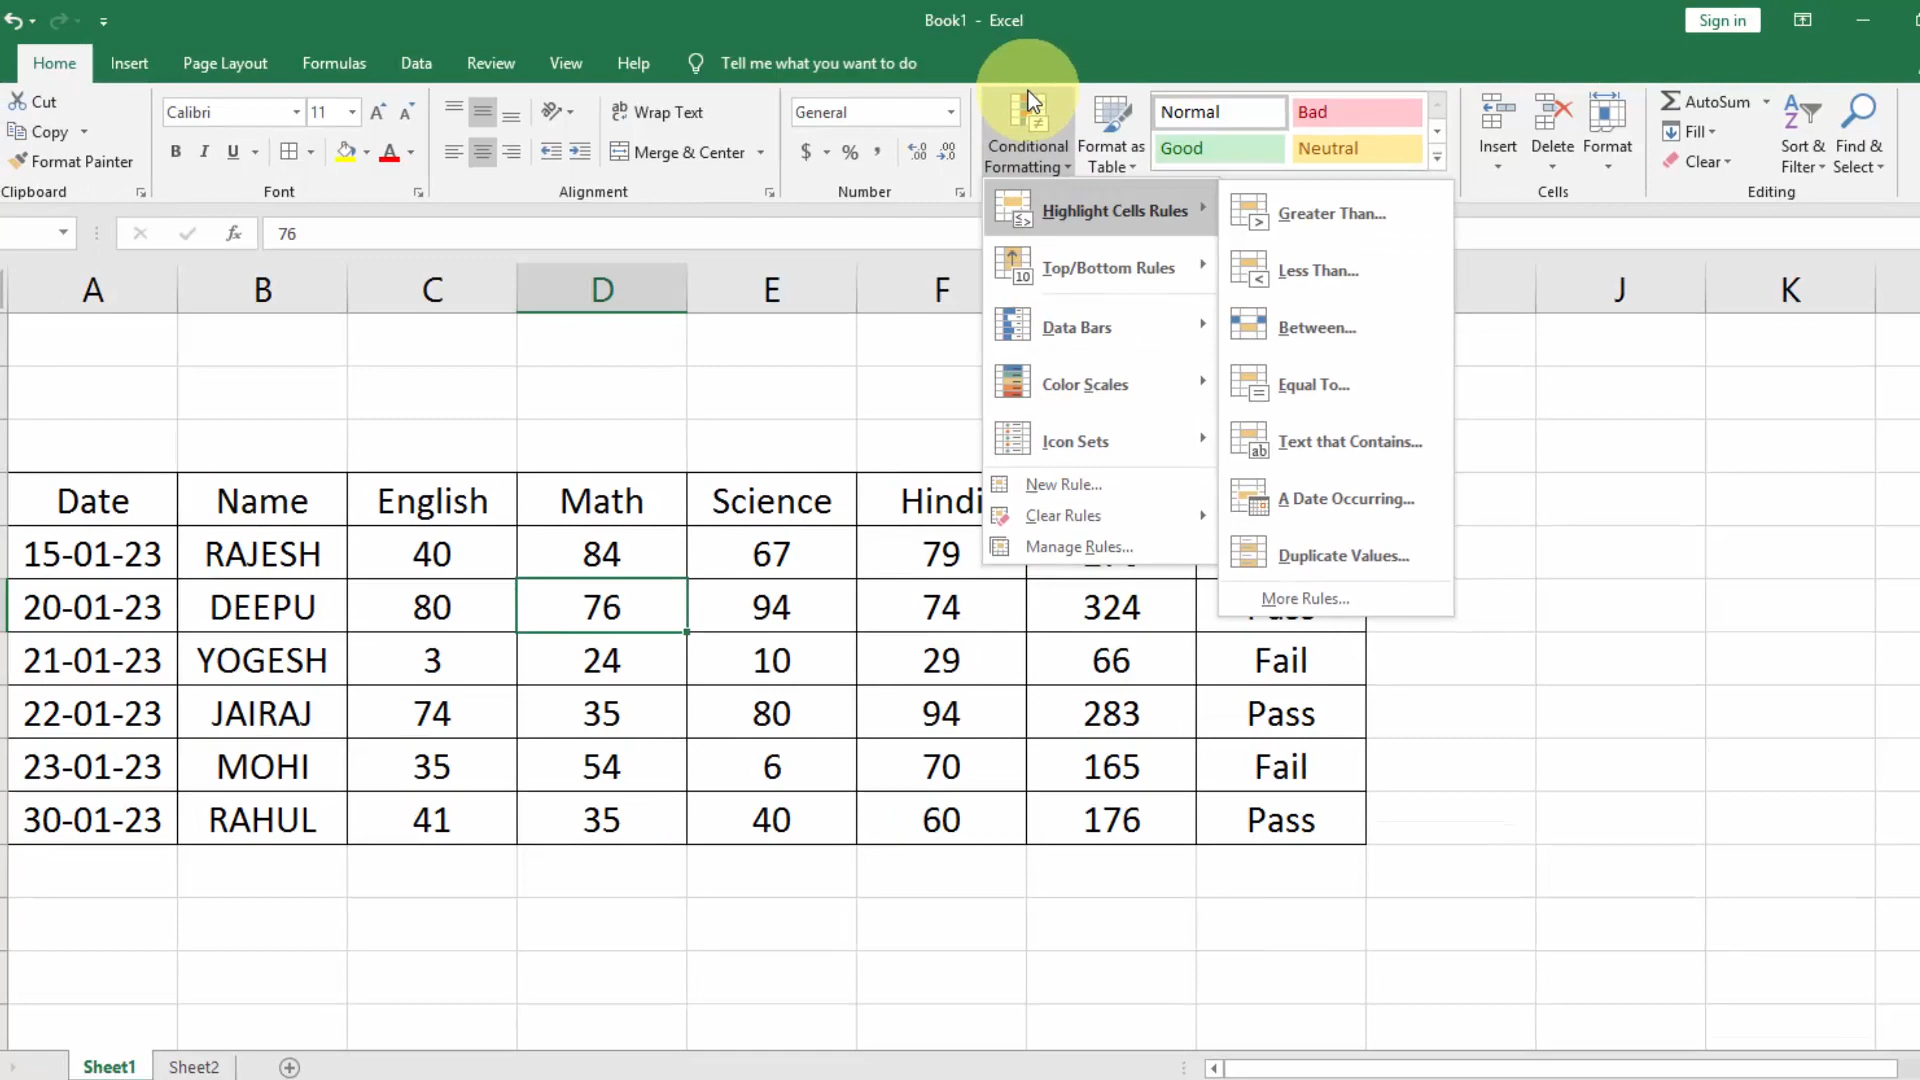 Book1 - Excel
Sign in
Home Insert Page Layout Formulas Data Review View Help Tell me what you want to do
Cut
Copy
Format Painter
Clipboard
Calibri 11 A A
B I U A
Font
ab Wrap Text
Merge & Center
Alignment
General
$ % , .00 .0
Number
Conditional Formatting
Format as Table
Normal Bad
Good Neutral
Insert Delete Format
Cells
AutoSum
Fill
Clear
Sort & Filter
Find & Select
Editing
fx 76
Highlight Cells Rules
Top/Bottom Rules
Data Bars
Color Scales
Icon Sets
New Rule...
Clear Rules
Manage Rules...
Greater Than...
Less Than...
Between...
Equal To...
Text that Contains...
A Date Occurring...
Duplicate Values...
More Rules...
A B C D E F J K
Date Name English Math Science Hindi
15-01-23 RAJESH 40 84 67 79
20-01-23 DEEPU 80 76 94 74 324 Pass
21-01-23 YOGESH 3 24 10 29 66 Fail
22-01-23 JAIRAJ 74 35 80 94 283 Pass
23-01-23 MOHI 35 54 6 70 165 Fail
30-01-23 RAHUL 41 35 40 60 176 Pass
Sheet1 Sheet2